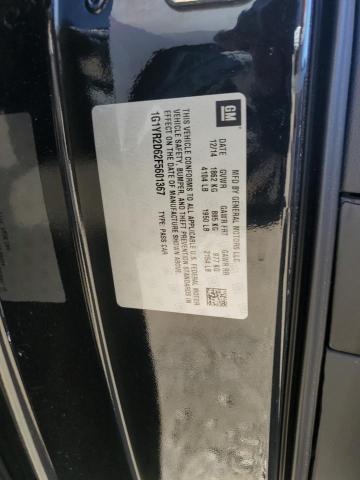 GM
MFD BY GENERAL MOTORS LLC
DATE GVWR GAWR FRT GAWR RR
12/14 1862 KG 885 KG 977 KG
4104 LB 1950 LB 2154 LB
THIS VEHICLE CONFORMS TO ALL APPLICABLE U.S. FEDERAL MOTOR
VEHICLE SAFETY, BUMPER, AND THEFT PREVENTION STANDARDS IN
EFFECT ON THE DATE OF MANUFACTURE SHOWN ABOVE.
1G1YR2D62F5601367
TYPE: PASS CAR